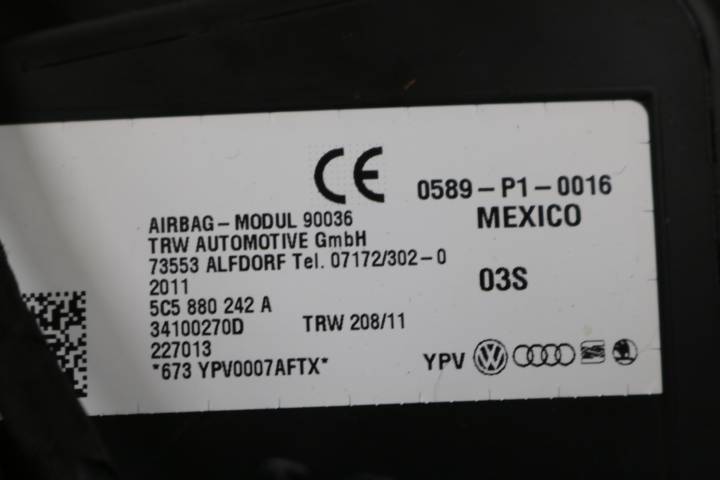 CE 0589-P1-0016
MEXICO
AIRBAG-MODUL 90036
TRW AUTOMOTIVE GmbH
73553 ALFDORF Tel. 07172/302-0
2011
03S
5C5 880 242 A
34100270D TRW 208/11
227013
*673 YPV0007AFTX*
YPV